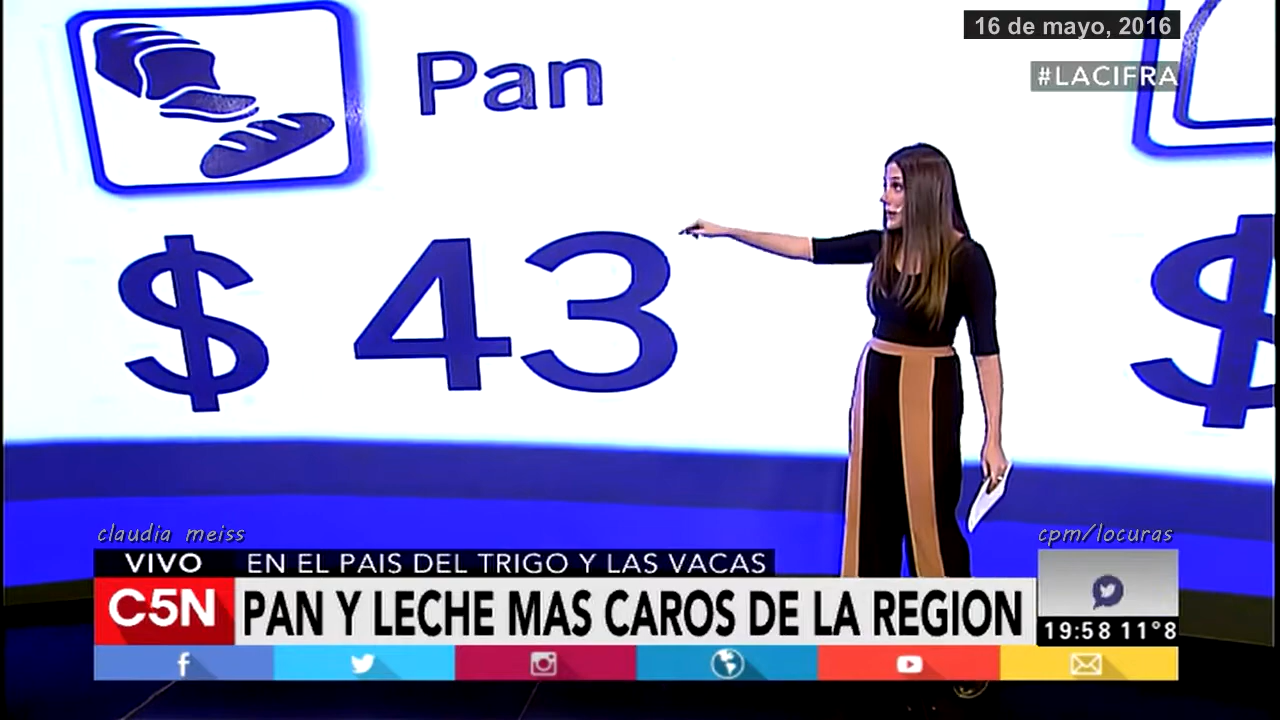 16 de mayo, 2016
#LACIFRA
Pan
$ 43
$
claudia meiss
cpm/locuras
VIVO
EN EL PAIS DEL TRIGO Y LAS VACAS
C5N
PAN Y LECHE MAS CAROS DE LA REGION
19:58 11°8